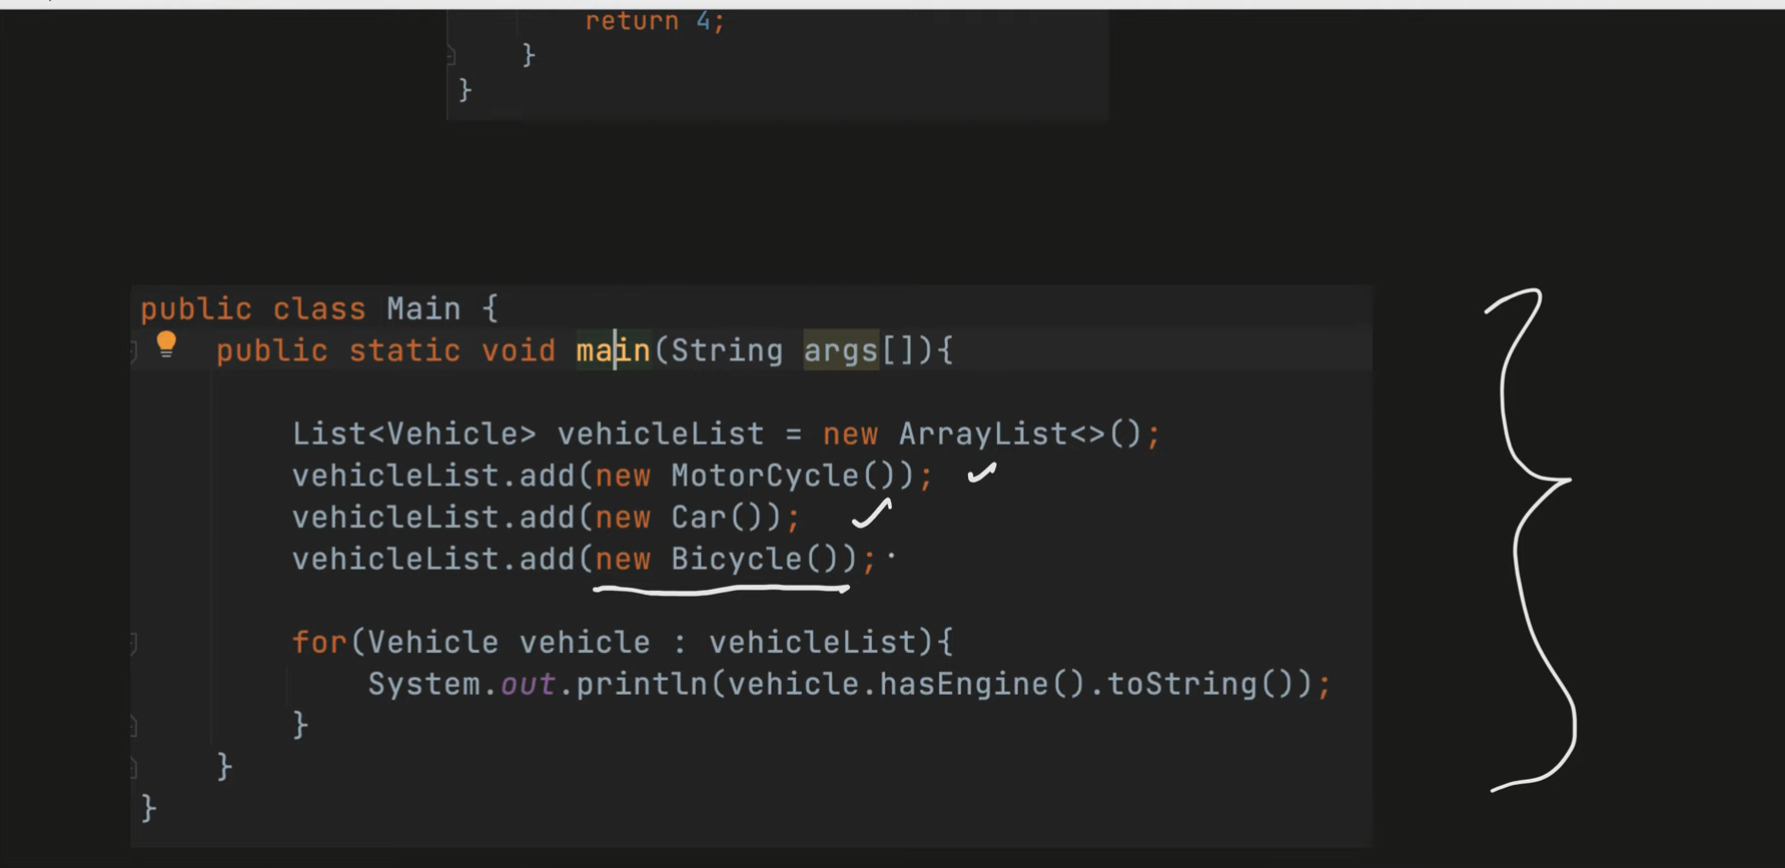 return 4;
}
}
public class Main {
public static void main(String args[]){
List<Vehicle> vehicleList = new ArrayList<>();
vehicleList.add(new MotorCycle());
vehicleList.add(new Car());
vehicleList.add(new Bicycle());
for(Vehicle vehicle : vehicleList){
System.out.println(vehicle.hasEngine().toString());
}
}
}